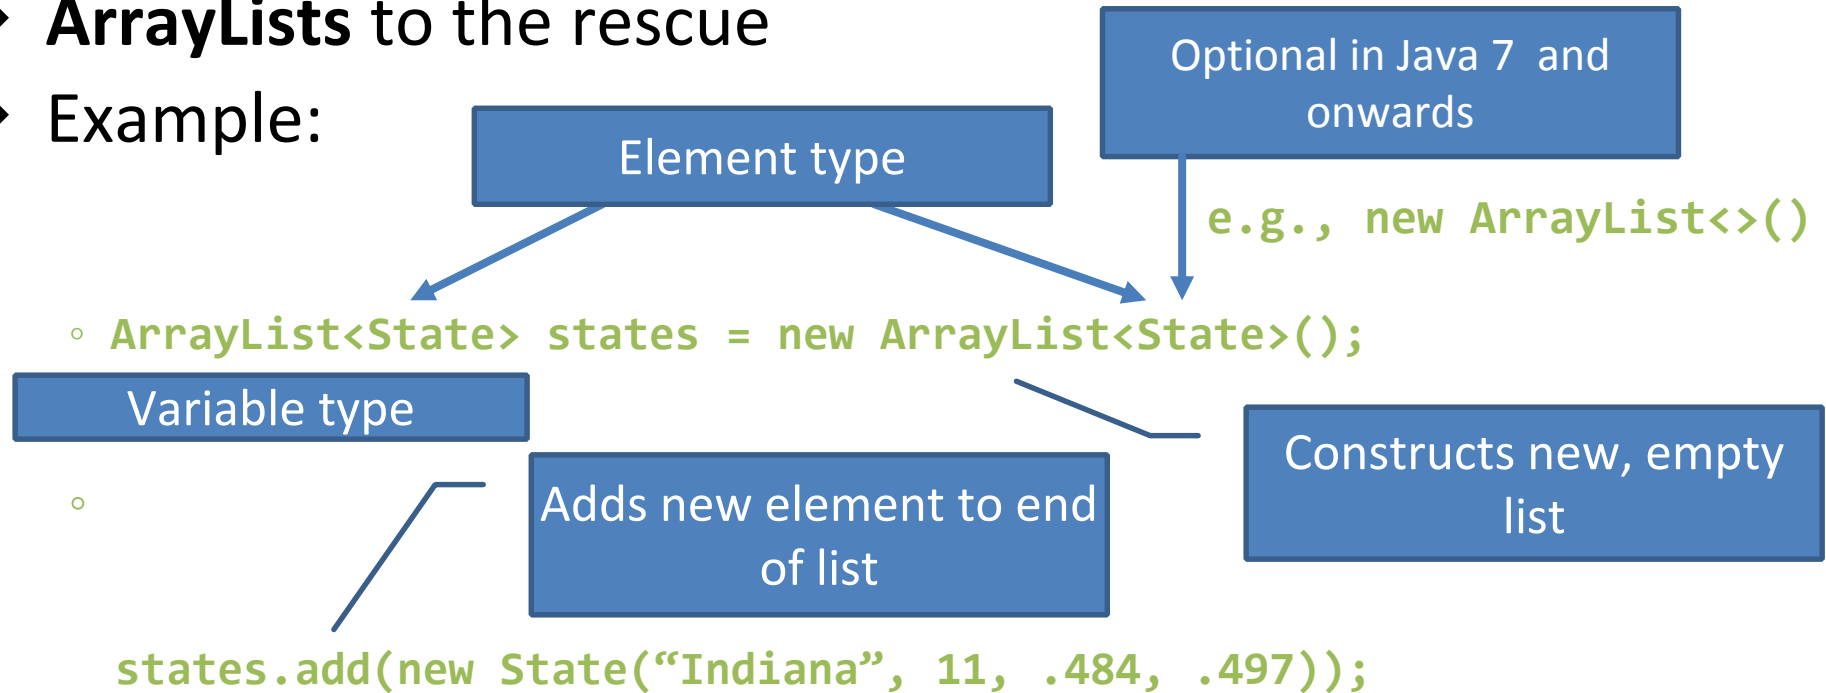 ArrayLists to the rescue
Example:
Optional in Java 7 and
onwards
Element type
e.g., new ArrayList<>()
ArrayList<State> states = new ArrayList<State>();
Variable type
Adds new element to end
of list
Constructs new, empty
list
states.add(new State(“Indiana”, 11, .484, .497));